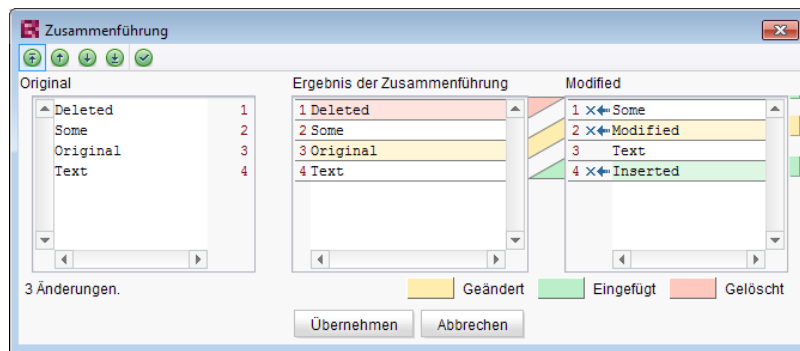 Zusammenführung
Original
Ergebnis der Zusammenführung
Modified
Deleted 1
Some 2
Original 3
Text 4
1 Deleted
2 Some
3 Original
4 Text
1 Some
2 Modified
3 Text
4 Inserted
3 Änderungen.
Geändert
Eingefügt
Gelöscht
Übernehmen
Abbrechen